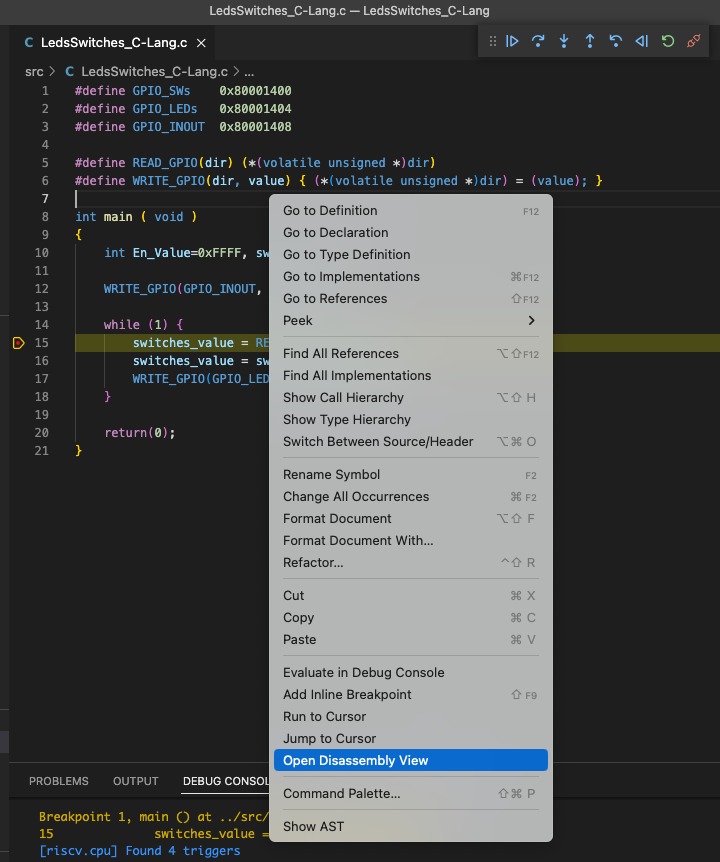 LedsSwitches_C-Lang.c — LedsSwitches_C-Lang
C LedsSwitches_C-Lang.c ×
src > C LedsSwitches_C-Lang.c > ...
1 #define GPIO_SWs 0x80001400
2 #define GPIO_LEDs 0x80001404
3 #define GPIO_INOUT 0x80001408
4
5 #define READ_GPIO(dir) (*(volatile unsigned *)dir)
6 #define WRITE_GPIO(dir, value) { (*(volatile unsigned *)dir) = (value); }
7
8 int main ( void )
9 {
10 int En_Value=0xFFFF, sw
11
12 WRITE_GPIO(GPIO_INOUT,
13
14 while (1) {
15 switches_value = RE
16 switches_value = sw
17 WRITE_GPIO(GPIO_LED
18 }
19
20 return(0);
21 }
Go to Definition F12
Go to Declaration
Go to Type Definition
Go to Implementations ⌘F12
Go to References ⇧F12
Peek >
Find All References ⌥⇧F12
Find All Implementations
Show Call Hierarchy ⌥⇧ H
Show Type Hierarchy
Switch Between Source/Header ⌥⌘ O
Rename Symbol F2
Change All Occurrences ⌘ F2
Format Document ⌥⇧ F
Format Document With...
Refactor... ^⇧ R
Cut ⌘ X
Copy ⌘ C
Paste ⌘ V
Evaluate in Debug Console
Add Inline Breakpoint ⇧ F9
Run to Cursor
Jump to Cursor
Open Disassembly View
Command Palette... ⇧⌘ P
Show AST
PROBLEMS OUTPUT DEBUG CONSOL
Breakpoint 1, main () at ../src/
15 switches_value =
[riscv.cpu] Found 4 triggers